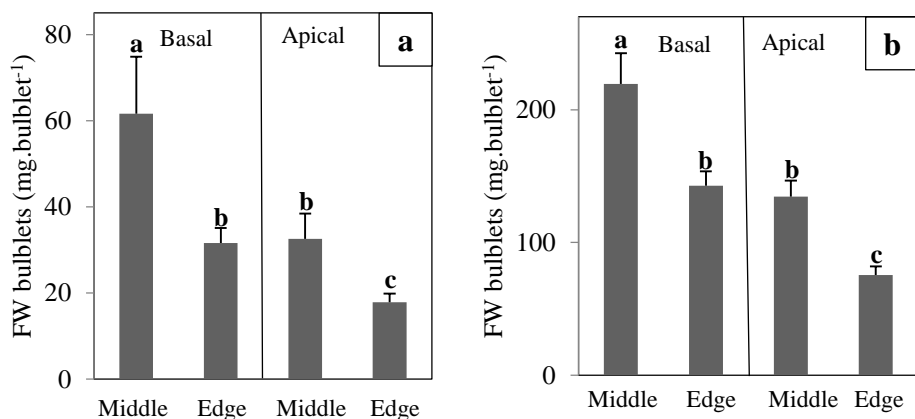 FW bulblets (mg.bulblet⁻¹)
80
60
40
20
0
Basal Apical
a
a
b
b
c
Middle Edge Middle Edge
FW bulblets (mg.bulblet⁻¹)
200
100
0
Basal Apical
b
a
b
b
c
Middle Edge Middle Edge